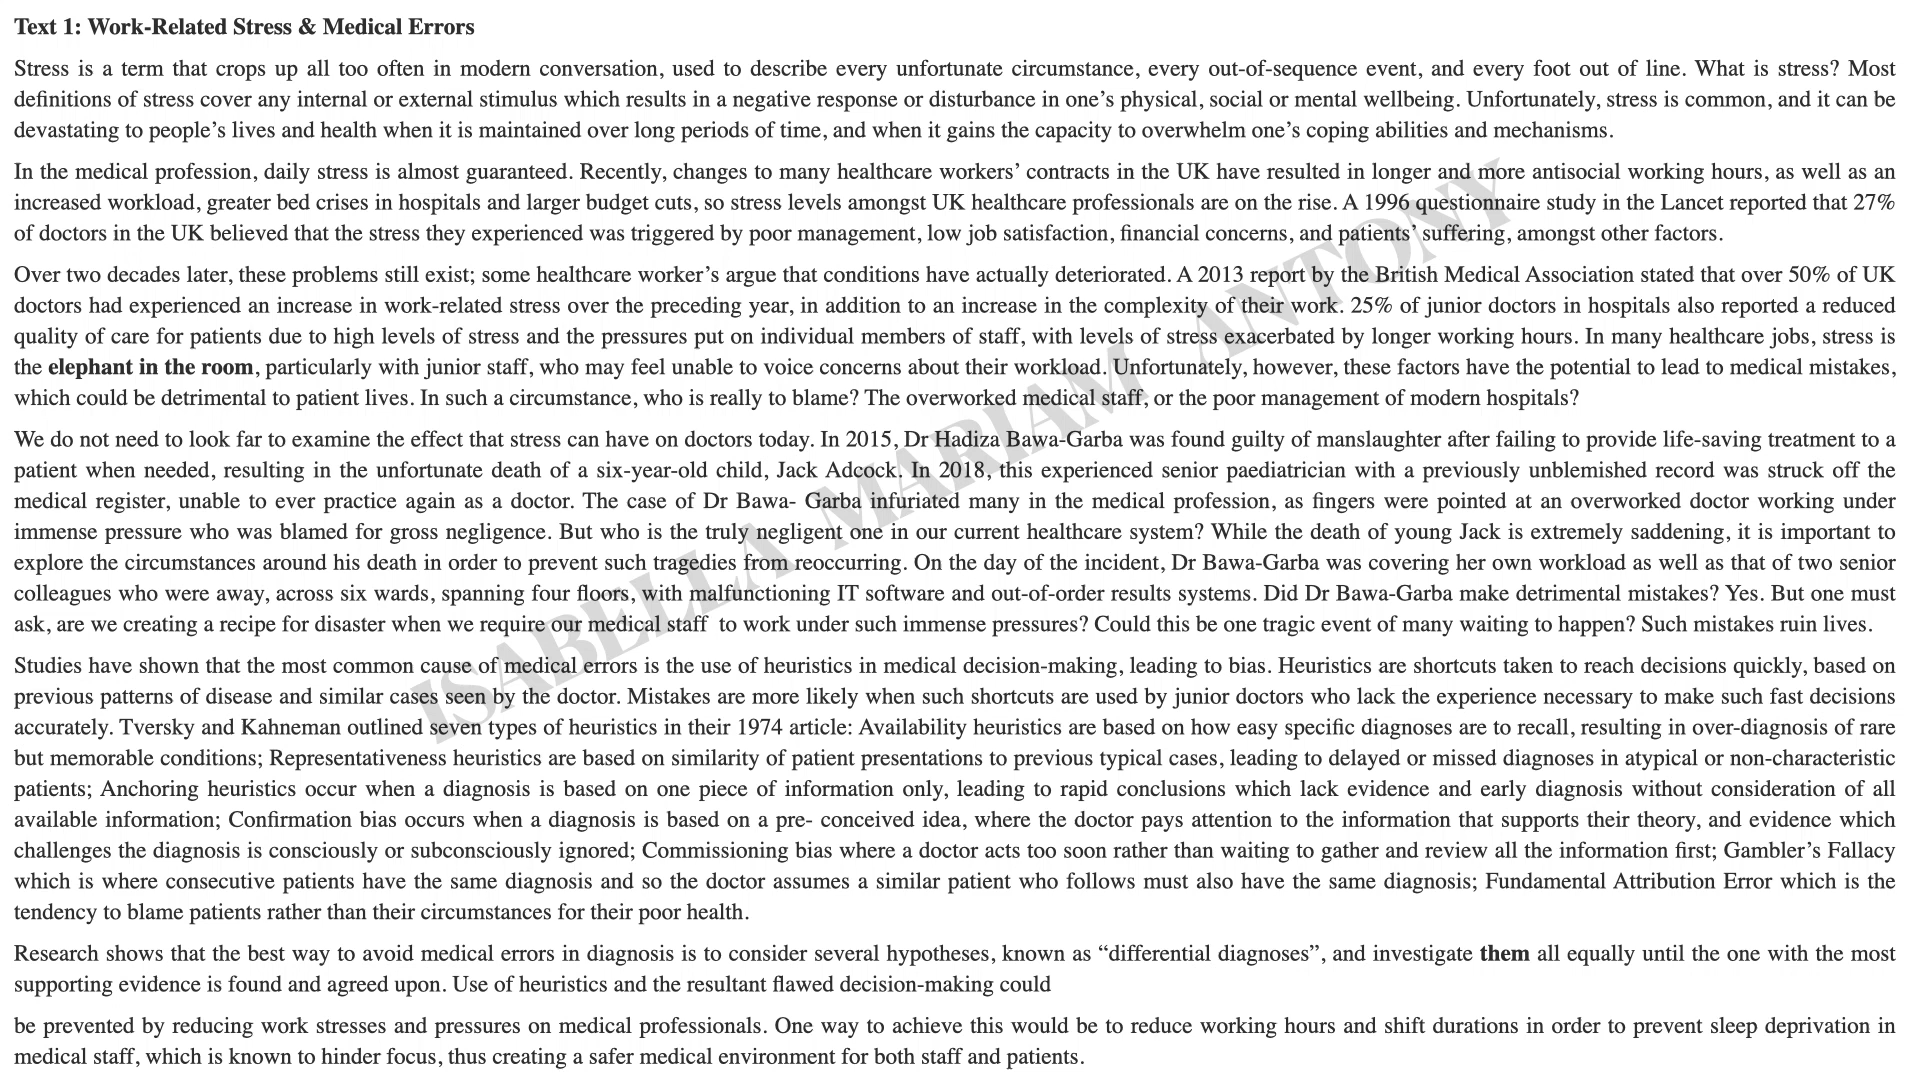 Text 1: Work-Related Stress & Medical Errors
Stress is a term that crops up all too often in modern conversation, used to describe every unfortunate circumstance, every out-of-sequence event, and every foot out of line. What is stress? Most
definitions of stress cover any internal or external stimulus which results in a negative response or disturbance in one's physical, social or mental wellbeing. Unfortunately, stress is common, and it can be
devastating to people's lives and health when it is maintained over long periods of time, and when it gains the capacity to overwhelm one's coping abilities and mechanisms.
In the medical profession, daily stress is almost guaranteed. Recently, changes to many healthcare workers' contracts in the UK have resulted in longer and more antisocial working hours, as well as an
increased workload, greater bed crises in hospitals and larger budget cuts, so stress levels amongst UK healthcare professionals are on the rise. A 1996 questionnaire study in the Lancet reported that 27%
of doctors in the UK believed that the stress they experienced was triggered by poor management, low job satisfaction, financial concerns, and patients' suffering, amongst other factors.
Over two decades later, these problems still exist; some healthcare worker's argue that conditions have actually deteriorated. A 2013 report by the British Medical Association stated that over 50% of UK
doctors had experienced an increase in work-related stress over the preceding year, in addition to an increase in the complexity of their work. 25% of junior doctors in hospitals also reported a reduced
quality of care for patients due to high levels of stress and the pressures put on individual members of staff, with levels of stress exacerbated by longer working hours. In many healthcare jobs, stress is
the elephant in the room, particularly with junior staff, who may feel unable to voice concerns about their workload. Unfortunately, however, these factors have the potential to lead to medical mistakes,
which could be detrimental to patient lives. In such a circumstance, who is really to blame? The overworked medical staff, or the poor management of modern hospitals?
We do not need to look far to examine the effect that stress can have on doctors today. In 2015, Dr Hadiza Bawa-Garba was found guilty of manslaughter after failing to provide life-saving treatment to a
patient when needed, resulting in the unfortunate death of a six-year-old child, Jack Adcock. In 2018, this experienced senior paediatrician with a previously unblemished record was struck off the
medical register, unable to ever practice again as a doctor. The case of Dr Bawa- Garba infuriated many in the medical profession, as fingers were pointed at an overworked doctor working under
immense pressure who was blamed for gross negligence. But who is the truly negligent one in our current healthcare system? While the death of young Jack is extremely saddening, it is important to
explore the circumstances around his death in order to prevent such tragedies from reoccurring. On the day of the incident, Dr Bawa-Garba was covering her own workload as well as that of two senior
colleagues who were away, across six wards, spanning four floors, with malfunctioning IT software and out-of-order results systems. Did Dr Bawa-Garba make detrimental mistakes? Yes. But one must
ask, are we creating a recipe for disaster when we require our medical staff to work under such immense pressures? Could this be one tragic event of many waiting to happen? Such mistakes ruin lives.
Studies have shown that the most common cause of medical errors is the use of heuristics in medical decision-making, leading to bias. Heuristics are shortcuts taken to reach decisions quickly, based on
previous patterns of disease and similar cases seen by the doctor. Mistakes are more likely when such shortcuts are used by junior doctors who lack the experience necessary to make such fast decisions
accurately. Tversky and Kahneman outlined seven types of heuristics in their 1974 article: Availability heuristics are based on how easy specific diagnoses are to recall, resulting in over-diagnosis of rare
but memorable conditions; Representativeness heuristics are based on similarity of patient presentations to previous typical cases, leading to delayed or missed diagnoses in atypical or non-characteristic
patients; Anchoring heuristics occur when a diagnosis is based on one piece of information only, leading to rapid conclusions which lack evidence and early diagnosis without consideration of all
available information; Confirmation bias occurs when a diagnosis is based on a pre- conceived idea, where the doctor pays attention to the information that supports their theory, and evidence which
challenges the diagnosis is consciously or subconsciously ignored; Commissioning bias where a doctor acts too soon rather than waiting to gather and review all the information first; Gambler's Fallacy
which is where consecutive patients have the same diagnosis and so the doctor assumes a similar patient who follows must also have the same diagnosis; Fundamental Attribution Error which is the
tendency to blame patients rather than their circumstances for their poor health.
Research shows that the best way to avoid medical errors in diagnosis is to consider several hypotheses, known as “differential diagnoses”, and investigate them all equally until the one with the most
supporting evidence is found and agreed upon. Use of heuristics and the resultant flawed decision-making could
be prevented by reducing work stresses and pressures on medical professionals. One way to achieve this would be to reduce working hours and shift durations in order to prevent sleep deprivation in
medical staff, which is known to hinder focus, thus creating a safer medical environment for both staff and patients.
ISABELLA MARIAM ANTONY